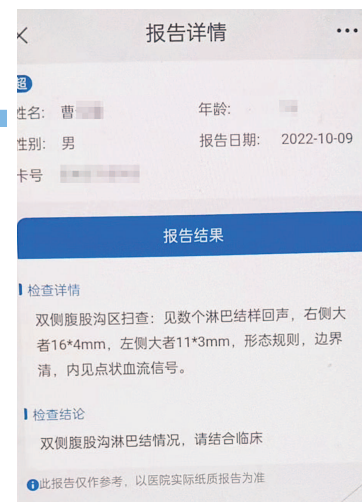 报告详情
超
姓名: 曹
年龄:
性别: 男
报告日期: 2022-10-09
卡号
报告结果
检查详情
双侧腹股沟区扫查：见数个淋巴结样回声，右侧大
者16*4mm，左侧大者11*3mm，形态规则，边界
清，内见点状血流信号。
检查结论
双侧腹股沟淋巴结情况，请结合临床
此报告仅作参考，以医院实际纸质报告为准